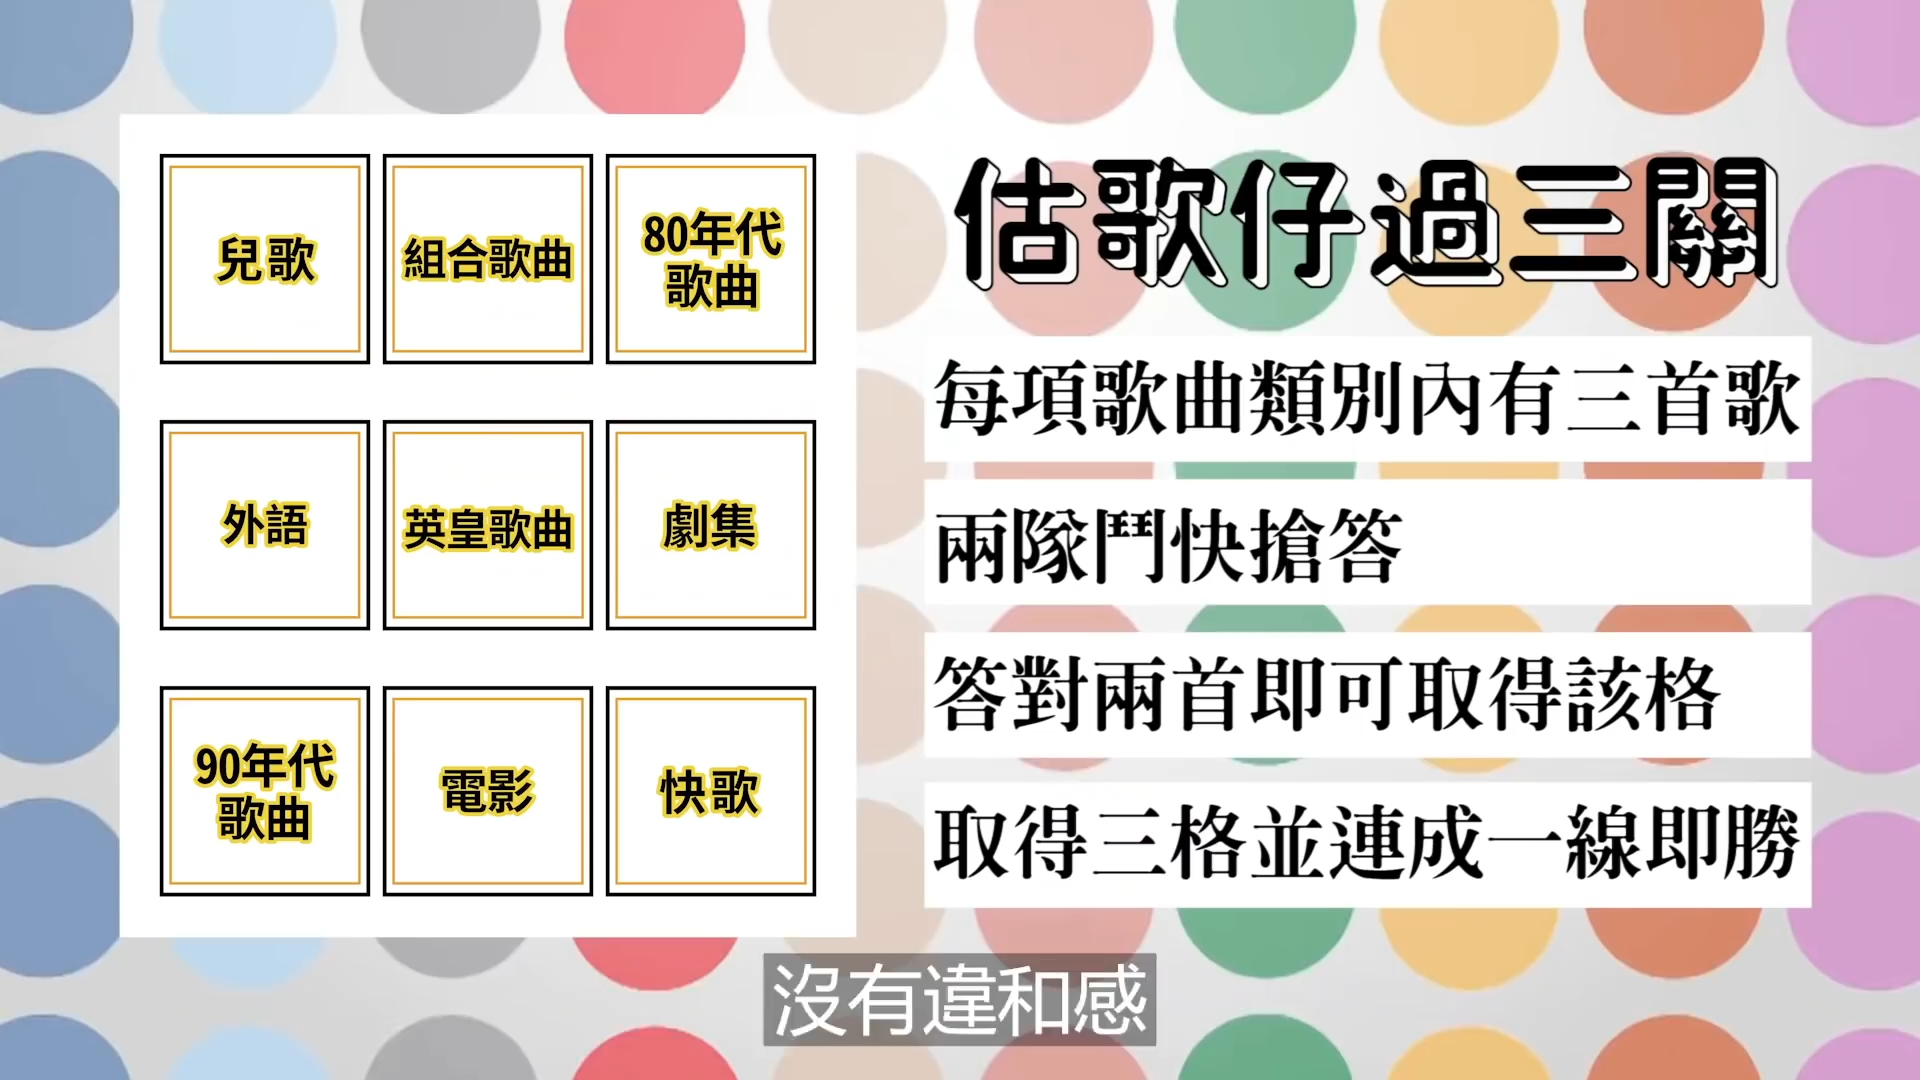 兒歌
組合歌曲
80年代
歌曲
外語
英皇歌曲
劇集
90年代
歌曲
電影
快歌
估歌仔過三關
每項歌曲類別內有三首歌
兩隊鬥快搶答
答對兩首即可取得該格
取得三格並連成一線即勝
沒有違和感